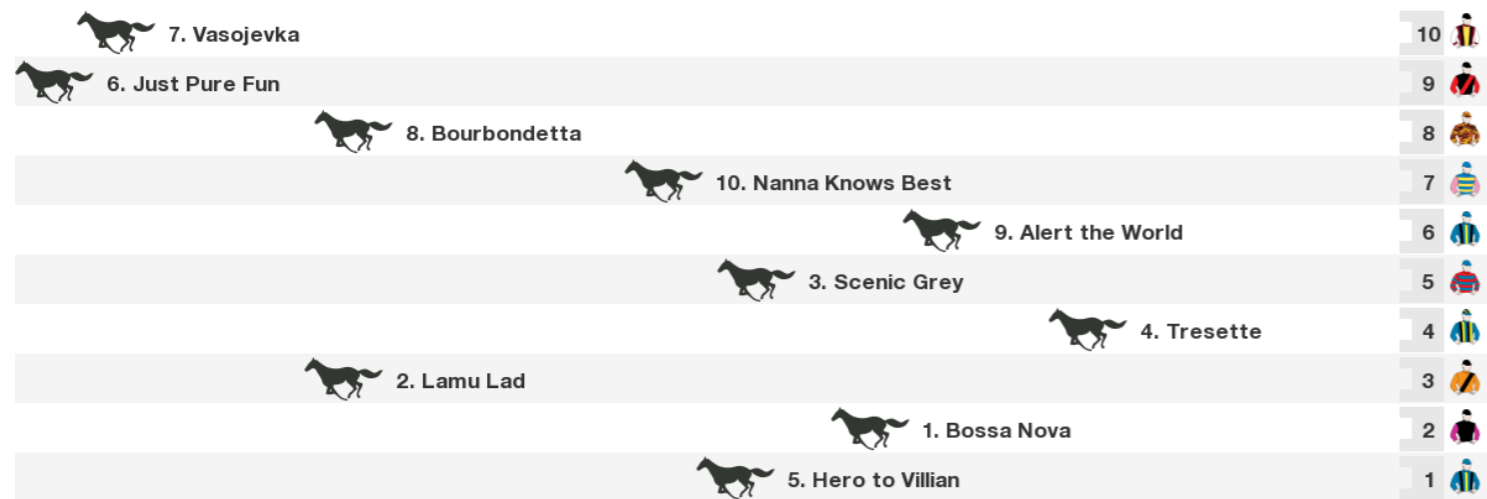 7. Vasojevka 10
6. Just Pure Fun 9
8. Bourbondetta 8
10. Nanna Knows Best 7
9. Alert the World 6
3. Scenic Grey 5
4. Tresette 4
2. Lamu Lad 3
1. Bossa Nova 2
5. Hero to Villian 1